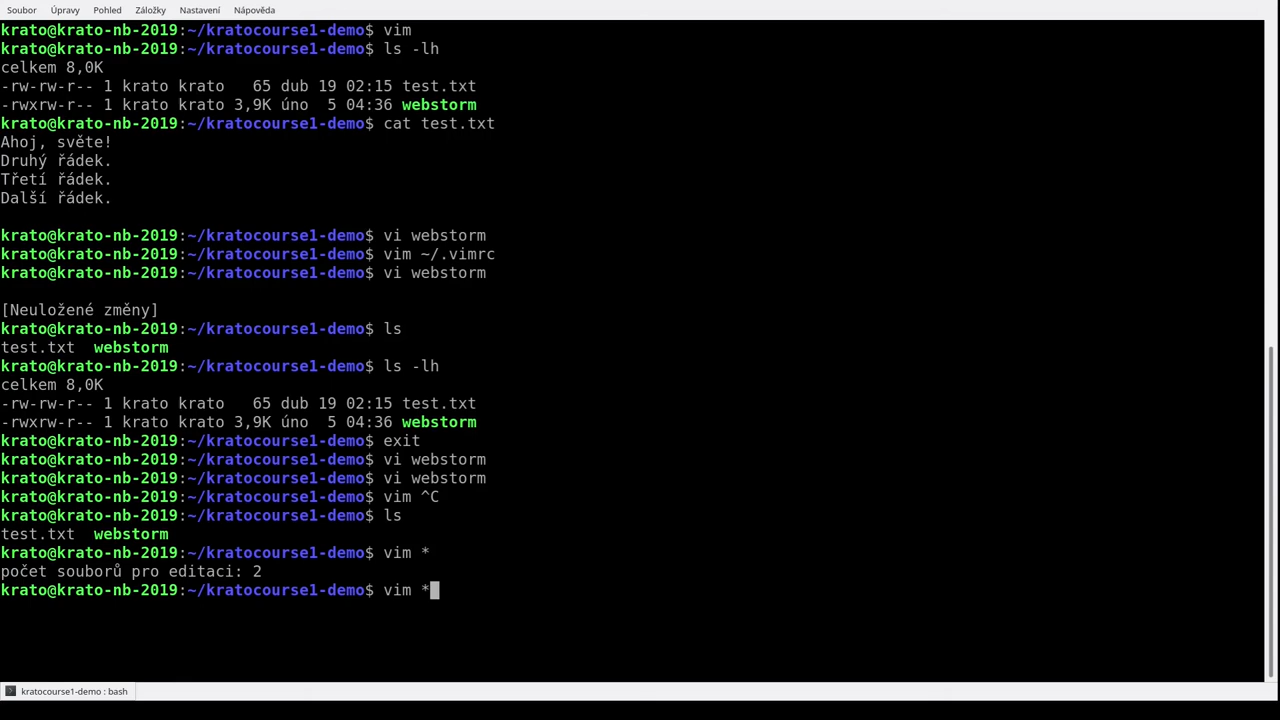 Soubor Úpravy Pohled Záložky Nastavení Nápověda
krato@krato-nb-2019:~/kratocourse1-demo$ vim
krato@krato-nb-2019:~/kratocourse1-demo$ ls -lh
celkem 8,0K
-rw-rw-r-- 1 krato krato   65 dub 19 02:15 test.txt
-rwxrw-r-- 1 krato krato 3,9K úno  5 04:36 webstorm
krato@krato-nb-2019:~/kratocourse1-demo$ cat test.txt
Ahoj, světe!
Druhý řádek.
Třetí řádek.
Další řádek.
krato@krato-nb-2019:~/kratocourse1-demo$ vi webstorm
krato@krato-nb-2019:~/kratocourse1-demo$ vim ~/.vimrc
krato@krato-nb-2019:~/kratocourse1-demo$ vi webstorm
[Neuložené změny]
krato@krato-nb-2019:~/kratocourse1-demo$ ls
test.txt  webstorm
krato@krato-nb-2019:~/kratocourse1-demo$ ls -lh
celkem 8,0K
-rw-rw-r-- 1 krato krato   65 dub 19 02:15 test.txt
-rwxrw-r-- 1 krato krato 3,9K úno  5 04:36 webstorm
krato@krato-nb-2019:~/kratocourse1-demo$ exit
krato@krato-nb-2019:~/kratocourse1-demo$ vi webstorm
krato@krato-nb-2019:~/kratocourse1-demo$ vi webstorm
krato@krato-nb-2019:~/kratocourse1-demo$ vim ^C
krato@krato-nb-2019:~/kratocourse1-demo$ ls
test.txt  webstorm
krato@krato-nb-2019:~/kratocourse1-demo$ vim *
počet souborů pro editaci: 2
krato@krato-nb-2019:~/kratocourse1-demo$ vim *
kratocourse1-demo : bash